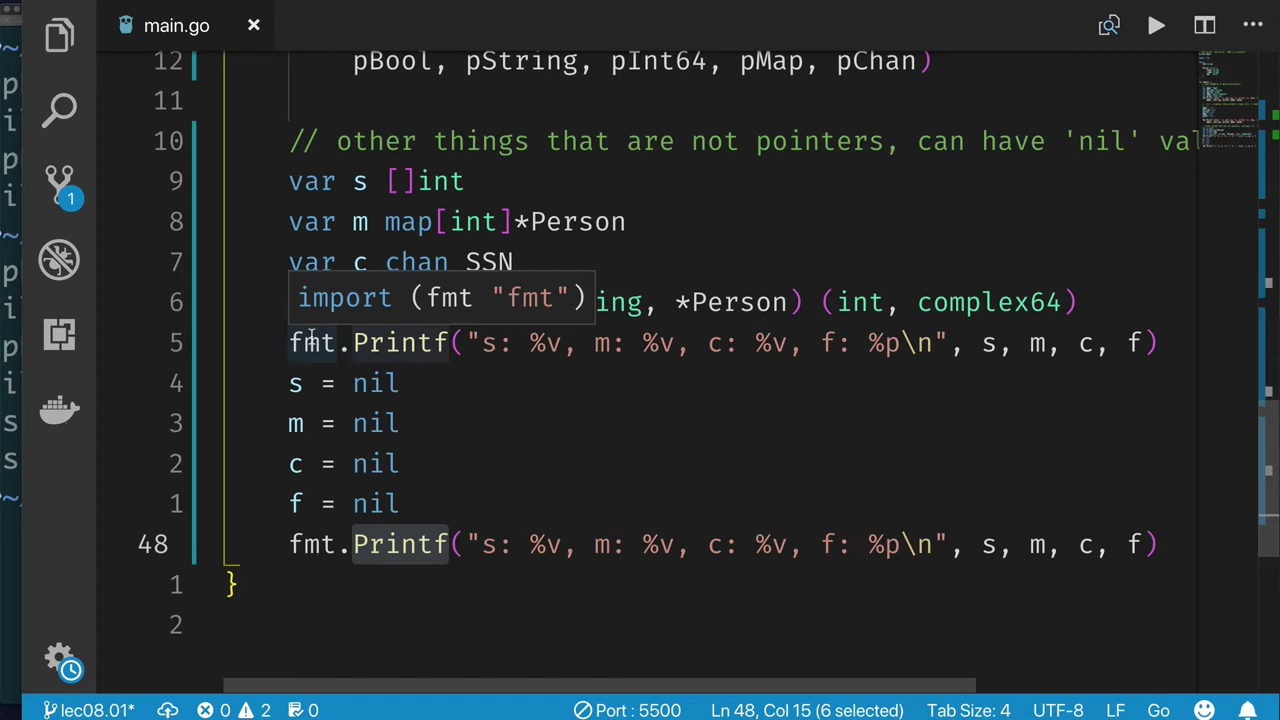 main.go
12 pBool, pString, pInt64, pMap, pChan)
11
10 // other things that are not pointers, can have 'nil'
9 var s []int
8 var m map[int]*Person
7 var c chan SSN
import (fmt "fmt")
6 *Person) (int, complex64)
5 fmt.Printf("s: %v, m: %v, c: %v, f: %p\n", s, m, c, f)
4 s = nil
3 m = nil
2 c = nil
1 f = nil
48 fmt.Printf("s: %v, m: %v, c: %v, f: %p\n", s, m, c, f)
1 }
2
1
lec08.01* 0 2 0 Port : 5500 Ln 48, Col 15 (6 selected) Tab Size: 4 UTF-8 LF Go